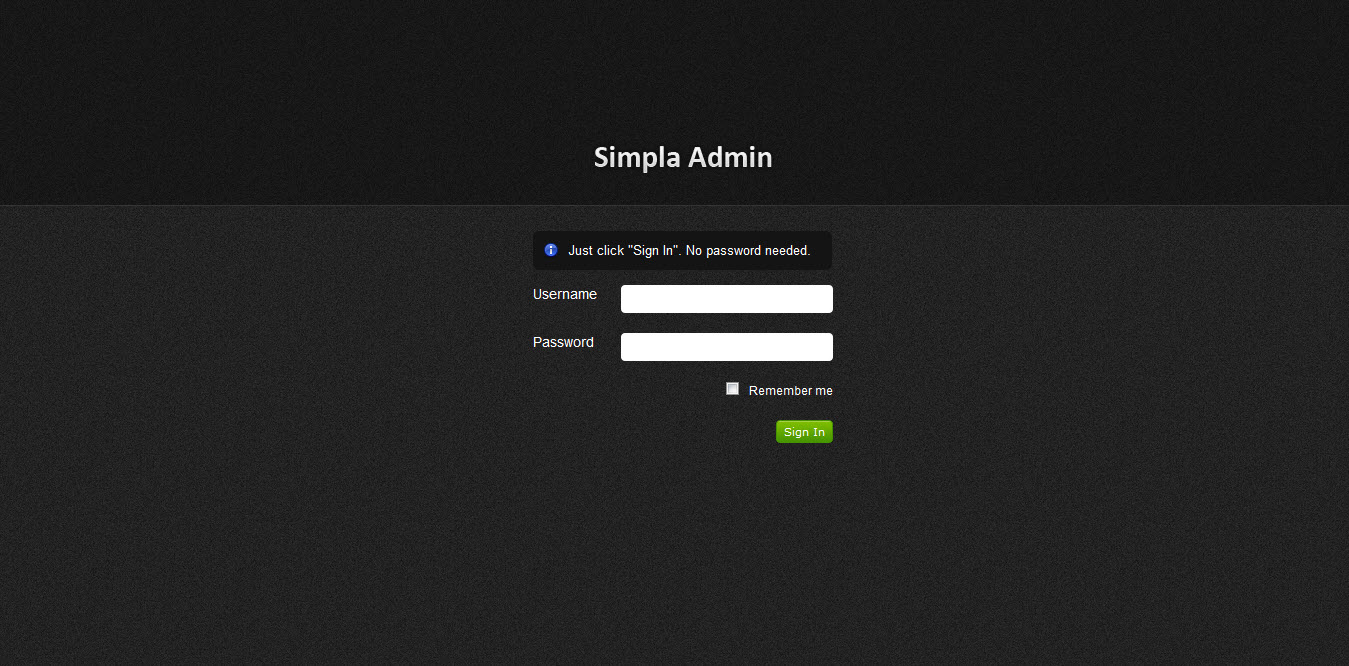 Simpla Admin
Just click "Sign In". No password needed.
Username
Password
Remember me
Sign In